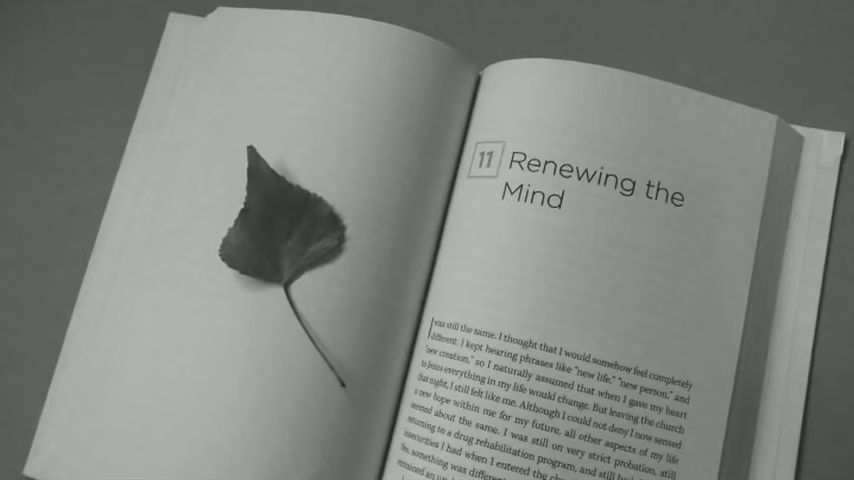 11 Renewing the
Mind
I was still the same. I thought that I would somehow feel completely
different. I kept hearing phrases like "new life," "new person," and
"new creation," so I naturally assumed that when I gave my heart
to Jesus everything in my life would change. But leaving the church
that night, I still felt like me. Although I could not deny I now sensed
a new hope within me for my future, all other aspects of my life
seemed about the same. I was still on very strict probation, still
returning to a drug rehabilitation program, and still
insecurities I had when I entered the
something was